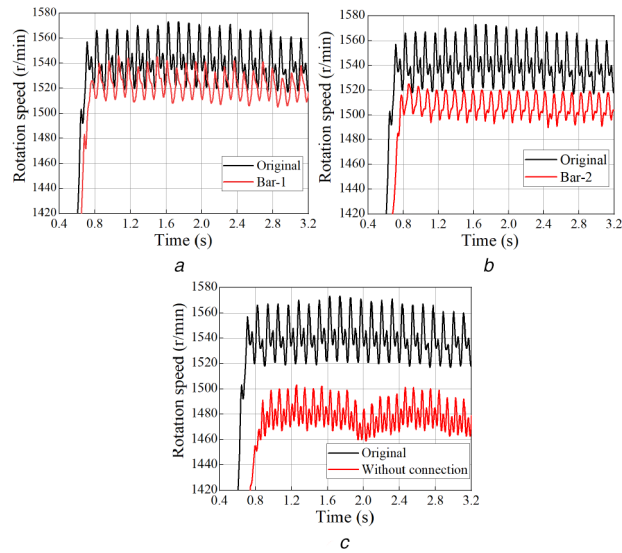 a
1580
1560
1540
1520
1500
1480
1460
1440
1420
Rotation speed (r/min)
Original
Bar-1
0.4 0.8 1.2 1.6 2.0 2.4 2.8 3.2
Time (s)
a
b
1580
1560
1540
1520
1500
1480
1460
1440
1420
Rotation speed (r/min)
Original
Bar-2
0.4 0.8 1.2 1.6 2.0 2.4 2.8 3.2
Time (s)
b
1580
1560
1540
1520
1500
1480
1460
1440
1420
Rotation speed (r/min)
Original
Without connection
0.4 0.8 1.2 1.6 2.0 2.4 2.8 3.2
Time (s)
c